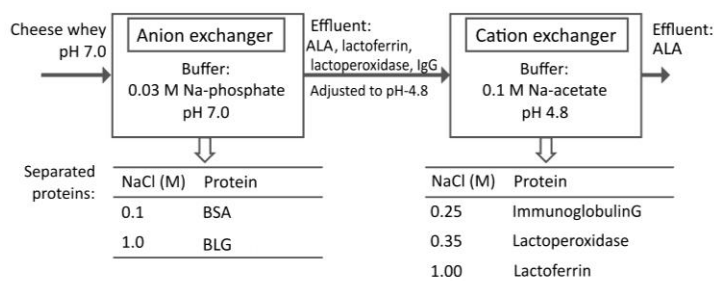 Cheese whey
pH 7.0
Anion exchanger
Buffer:
0.03 M Na-phosphate
pH 7.0
Effluent:
ALA, lactoferrin,
lactoperoxidase, IgG
Adjusted to pH-4.8
Cation exchanger
Buffer:
0.1 M Na-acetate
pH 4.8
Effluent:
ALA
Separated
proteins:
NaCl (M) Protein
0.1 BSA
1.0 BLG
NaCl (M) Protein
0.25 ImmunoglobulinG
0.35 Lactoperoxidase
1.00 Lactoferrin